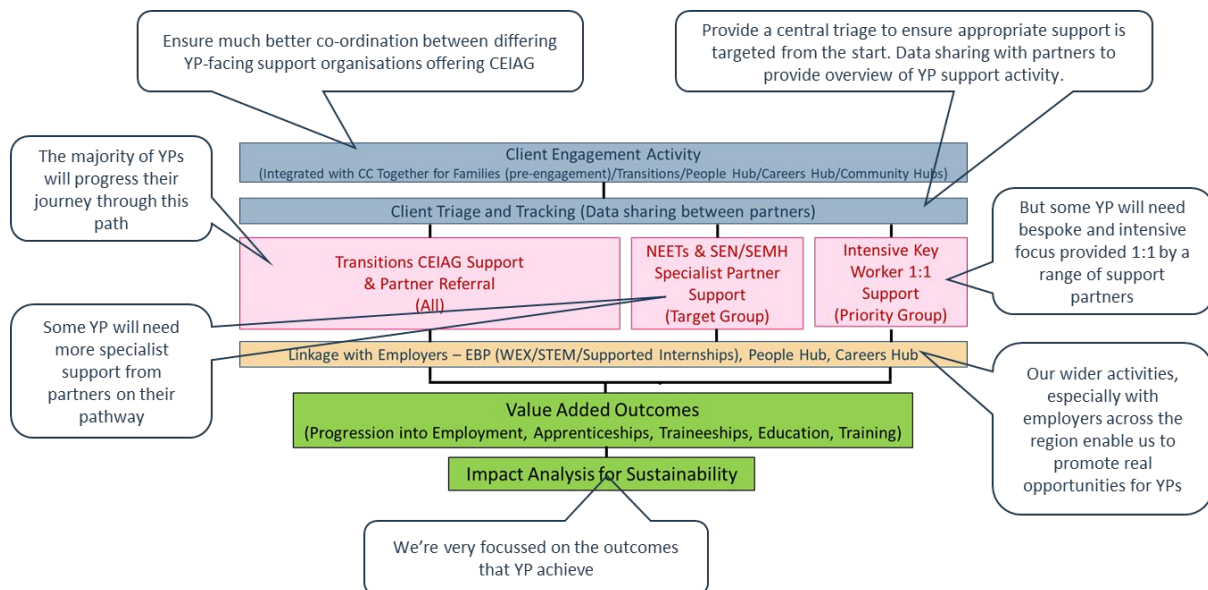 Ensure much better co-ordination between differing
YP-facing support organisations offering CEIAG
Provide a central triage to ensure appropriate support is
targeted from the start. Data sharing with partners to
provide overview of YP support activity.
The majority of YPs
will progress their
journey through this
path
Client Engagement Activity
(Integrated with CC Together for Families (pre-engagement)/Transitions/People Hub/Careers Hub/Community Hubs)
Client Triage and Tracking (Data sharing between partners)
Transitions CEIAG Support
& Partner Referral
(All)
NEETs & SEN/SEMH
Specialist Partner
Support
(Target Group)
Intensive Key
Worker 1:1
Support
(Priority Group)
But some YP will need
bespoke and intensive
focus provided 1:1 by a
range of support
partners
Some YP will need
more specialist
support from
partners on their
pathway
Linkage with Employers – EBP (WEX/STEM/Supported Internships), People Hub, Careers Hub
Our wider activities,
especially with
employers across the
region enable us to
promote real
opportunities for YPs
Value Added Outcomes
(Progression into Employment, Apprenticeships, Traineeships, Education, Training)
Impact Analysis for Sustainability
We’re very focussed on the outcomes
that YP achieve